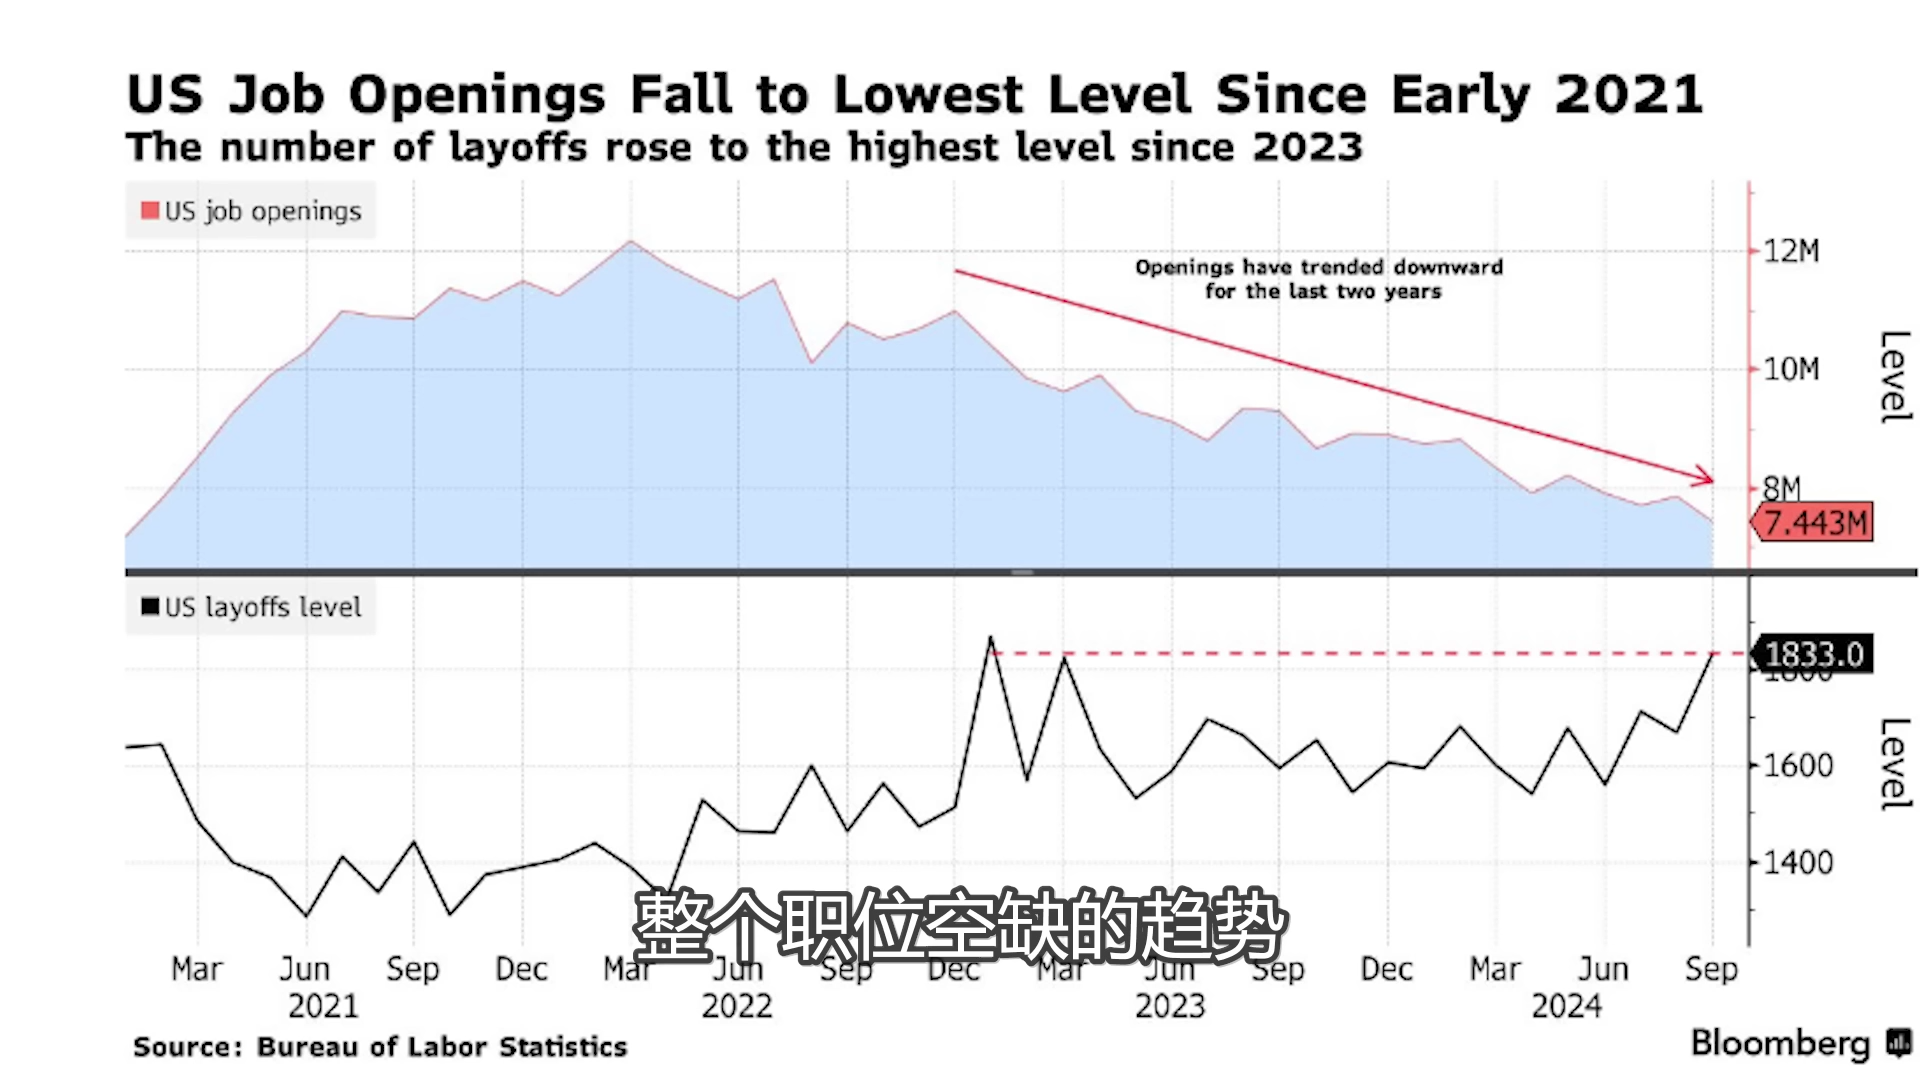 US Job Openings Fall to Lowest Level Since Early 2021
The number of layoffs rose to the highest level since 2023
US job openings
Openings have trended downward
for the last two years
12M
10M
8M
7.443M
Level
US layoffs level
1833.0
1800
1600
1400
Level
整个职位空缺的趋势
Mar Jun Sep Dec Mar Jun Sep Dec Mar Jun Sep Dec Mar Jun Sep
2021 2022 2023 2024
Source: Bureau of Labor Statistics
Bloomberg